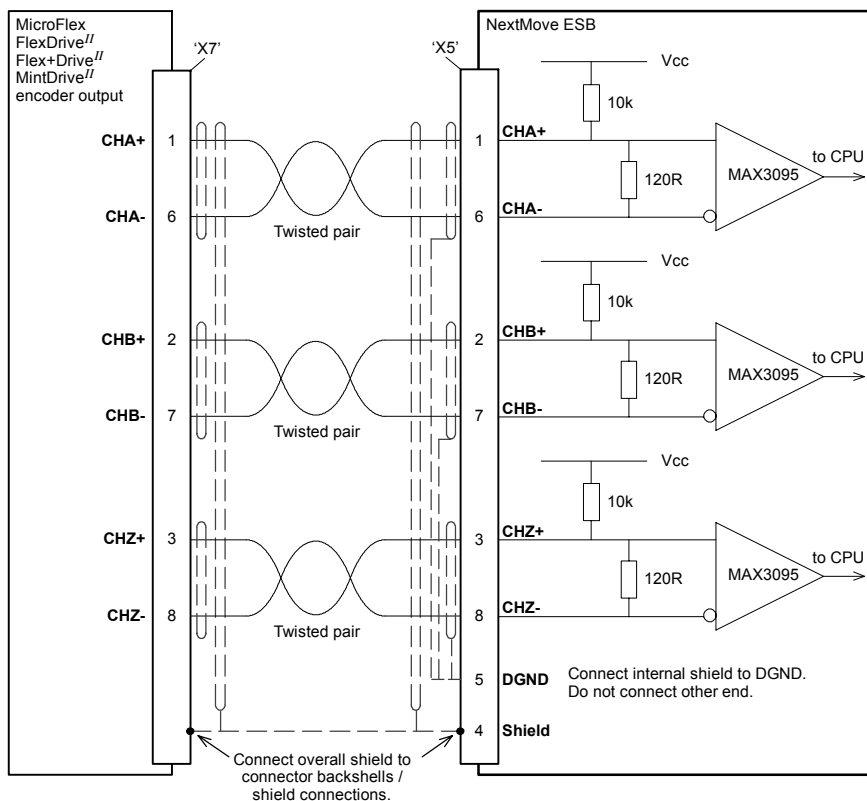 MicroFlex
FlexDrive II
Flex+Drive II
MintDrive II
encoder output
'X7'
'X5'
NextMove ESB
CHA+
1
1
CHA+
Vcc
10k
120R
MAX3095
to CPU
CHA-
6
6
CHA-
Twisted pair
CHB+
2
2
CHB+
Vcc
10k
120R
MAX3095
to CPU
CHB-
7
7
CHB-
Twisted pair
CHZ+
3
3
CHZ+
Vcc
10k
120R
MAX3095
to CPU
CHZ-
8
8
CHZ-
Twisted pair
5
DGND
Connect internal shield to DGND.
Do not connect other end.
4
Shield
Connect overall shield to
connector backshells /
shield connections.